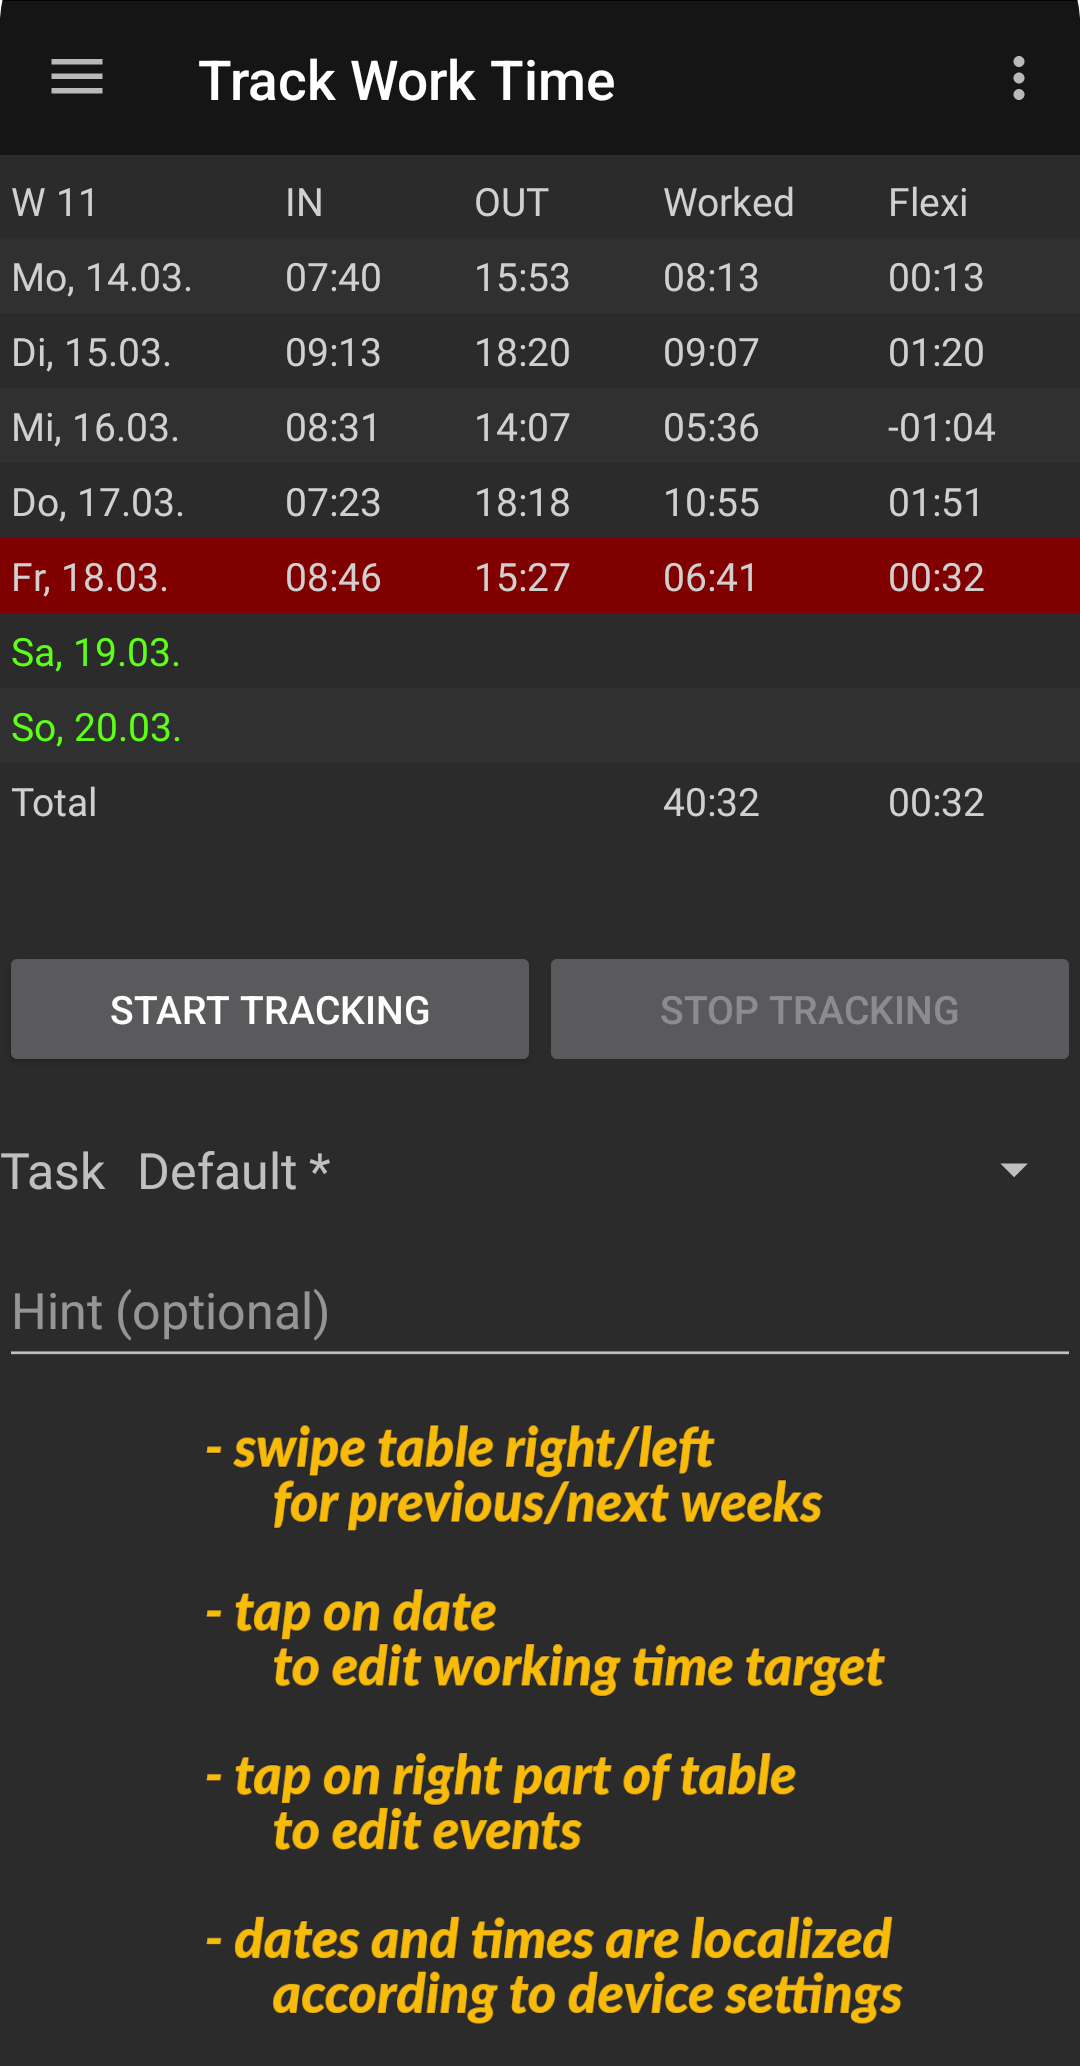 Track Work Time
W 11 IN OUT Worked Flexi
Mo, 14.03. 07:40 15:53 08:13 00:13
Di, 15.03. 09:13 18:20 09:07 01:20
Mi, 16.03. 08:31 14:07 05:36 -01:04
Do, 17.03. 07:23 18:18 10:55 01:51
Fr, 18.03. 08:46 15:27 06:41 00:32
Sa, 19.03.
So, 20.03.
Total 40:32 00:32
START TRACKING STOP TRACKING
Task Default *
Hint (optional)
- swipe table right/left
for previous/next weeks
- tap on date
to edit working time target
- tap on right part of table
to edit events
- dates and times are localized
according to device settings